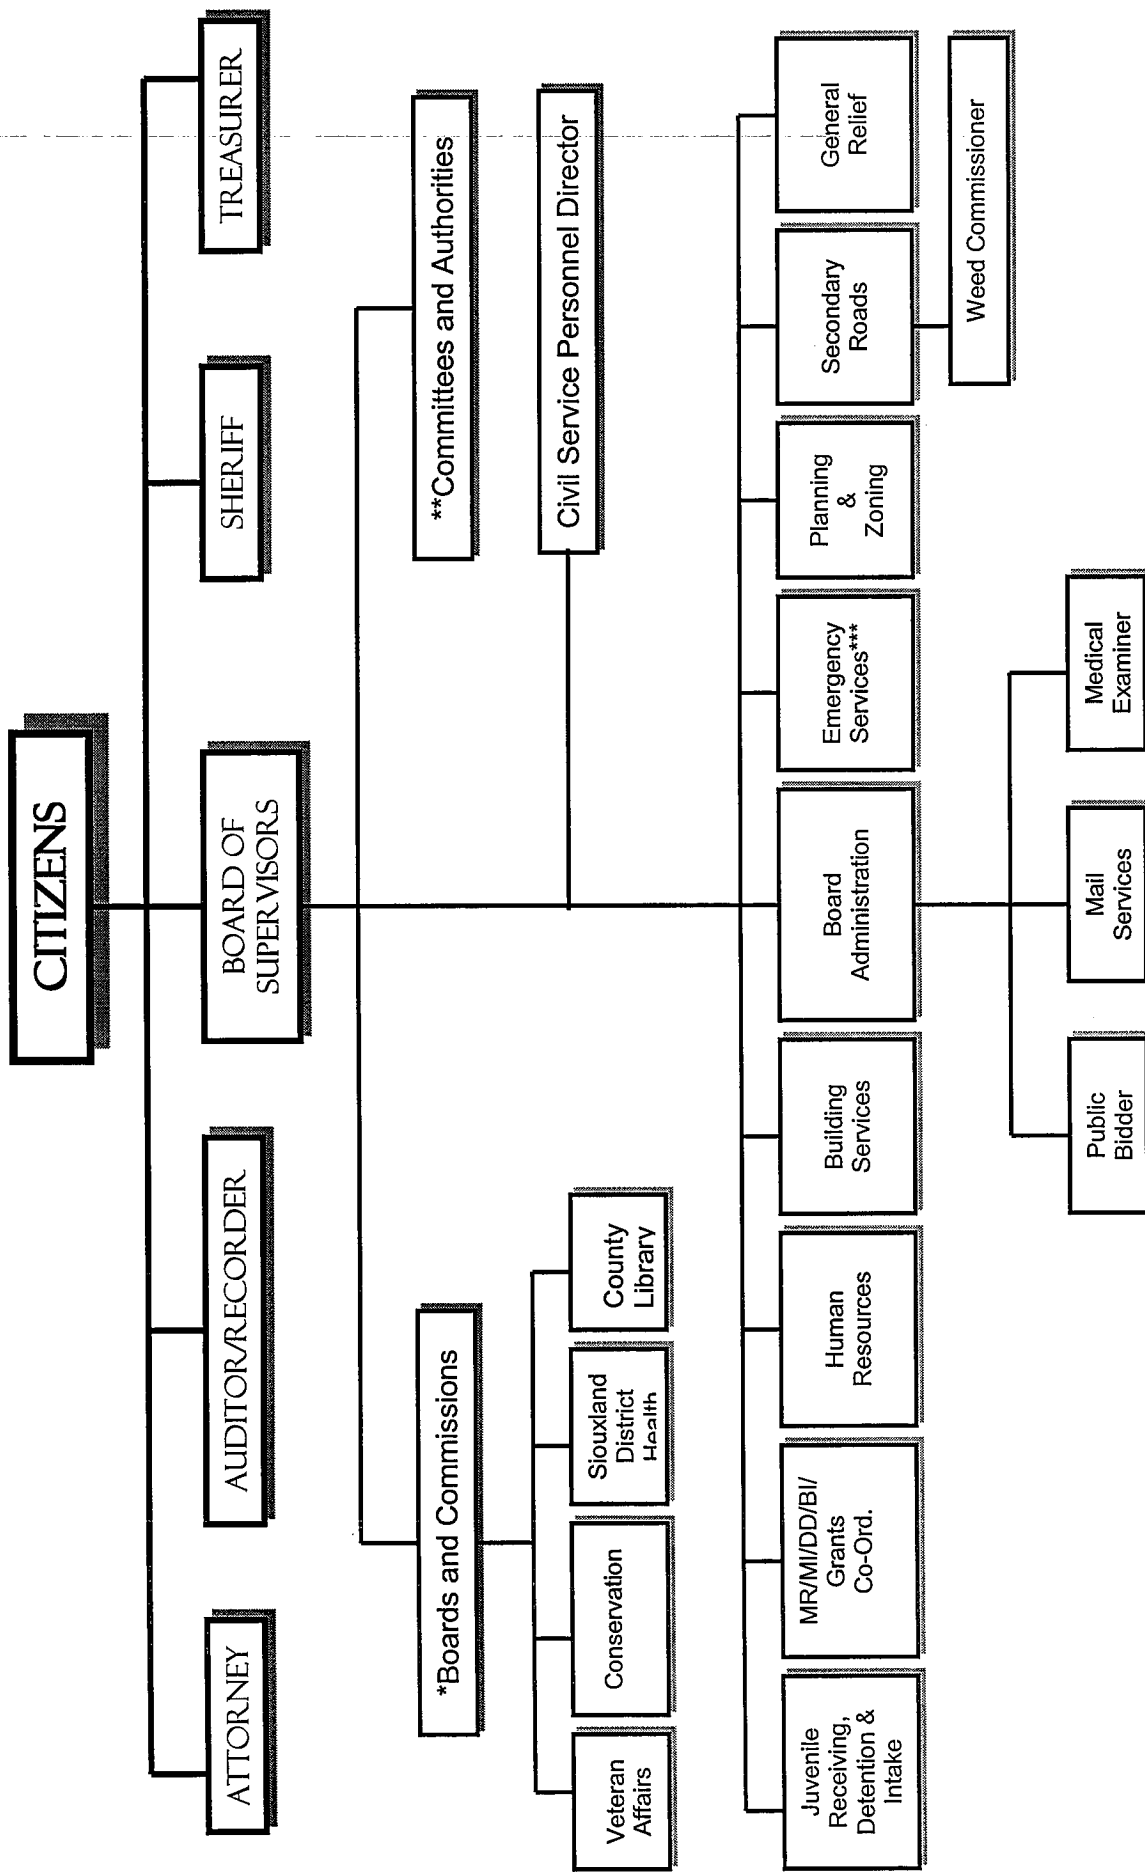 CITIZENS
ATTORNEY
AUDITOR/RECORDER
BOARD OF
SUPERVISORS
SHERIFF
TREASURER
*Boards and Commissions
**Committees and Authorities
Veteran
Affairs
Conservation
Siouxland
District
Health
County
Library
Civil Service Personnel Director
Juvenile
Receiving,
Detention &
Intake
MR/MI/DD/BI/
Grants
Co-Ord.
Human
Resources
Building
Services
Board
Administration
Emergency
Services***
Planning
&
Zoning
Secondary
Roads
General
Relief
Weed Commissioner
Public
Bidder
Mail
Services
Medical
Examiner